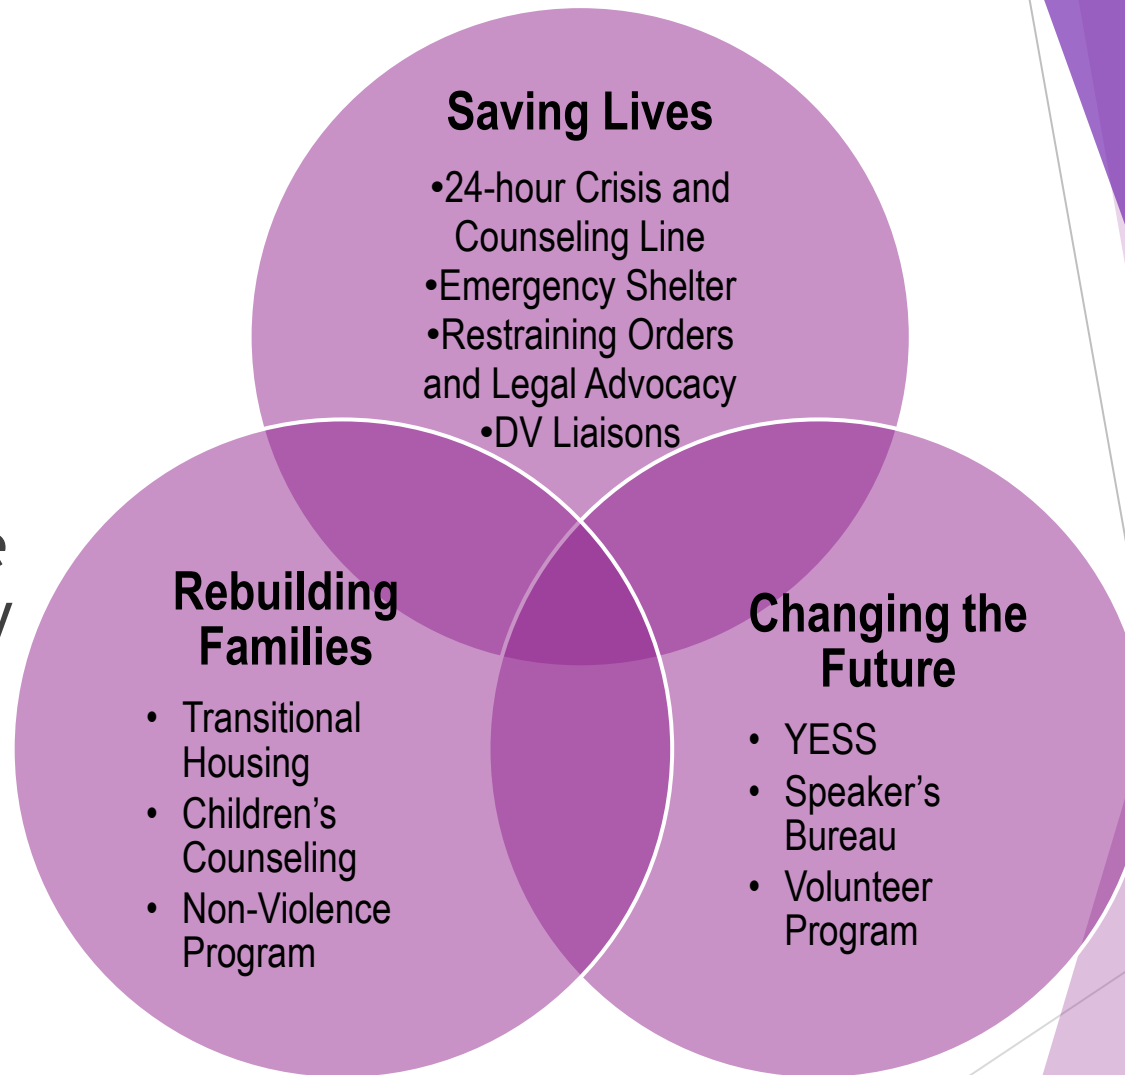 Saving Lives
•24-hour Crisis and
Counseling Line
•Emergency Shelter
•Restraining Orders
and Legal Advocacy
•DV Liaisons
Rebuilding
Families
• Transitional
Housing
• Children's
Counseling
• Non-Violence
Program
Changing the
Future
• YESS
• Speaker’s
Bureau
• Volunteer
Program